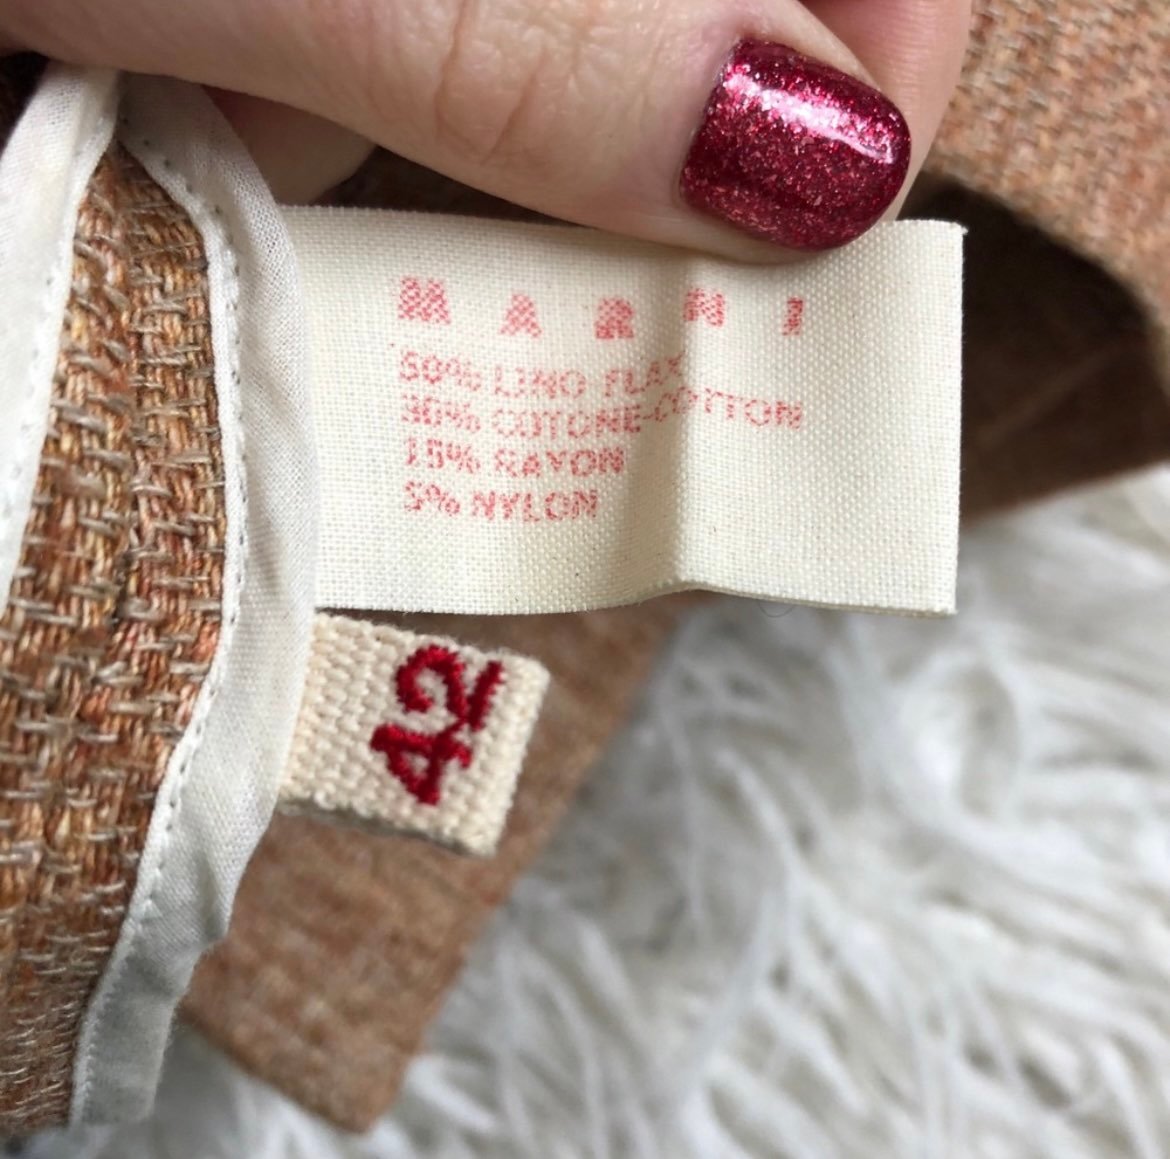 MARNI
50% LINO FLAX
30% COTONE-COTTON
15% RAYON
5% NYLON
42